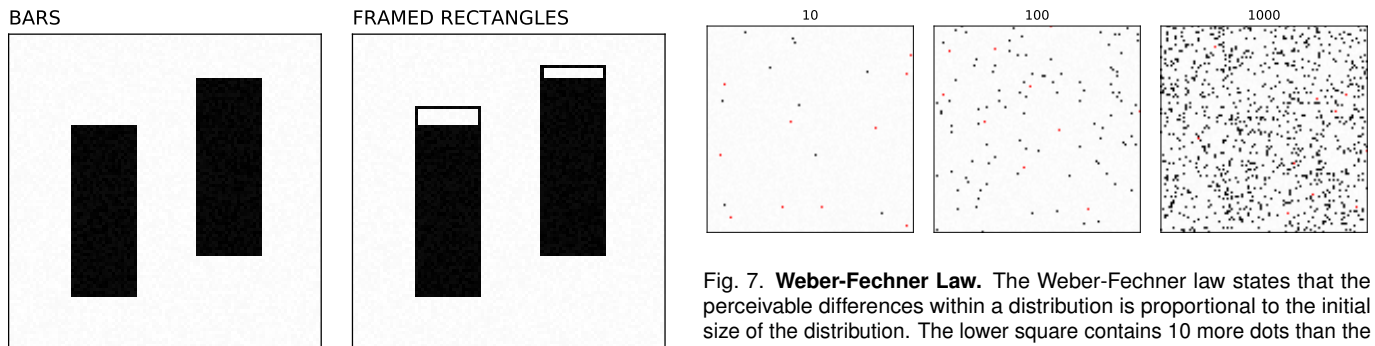 BARS
FRAMED RECTANGLES
10
100
1000
Fig. 7. Weber-Fechner Law. The Weber-Fechner law states that the
perceivable differences within a distribution is proportional to the initial
size of the distribution. The lower square contains 10 more dots than the